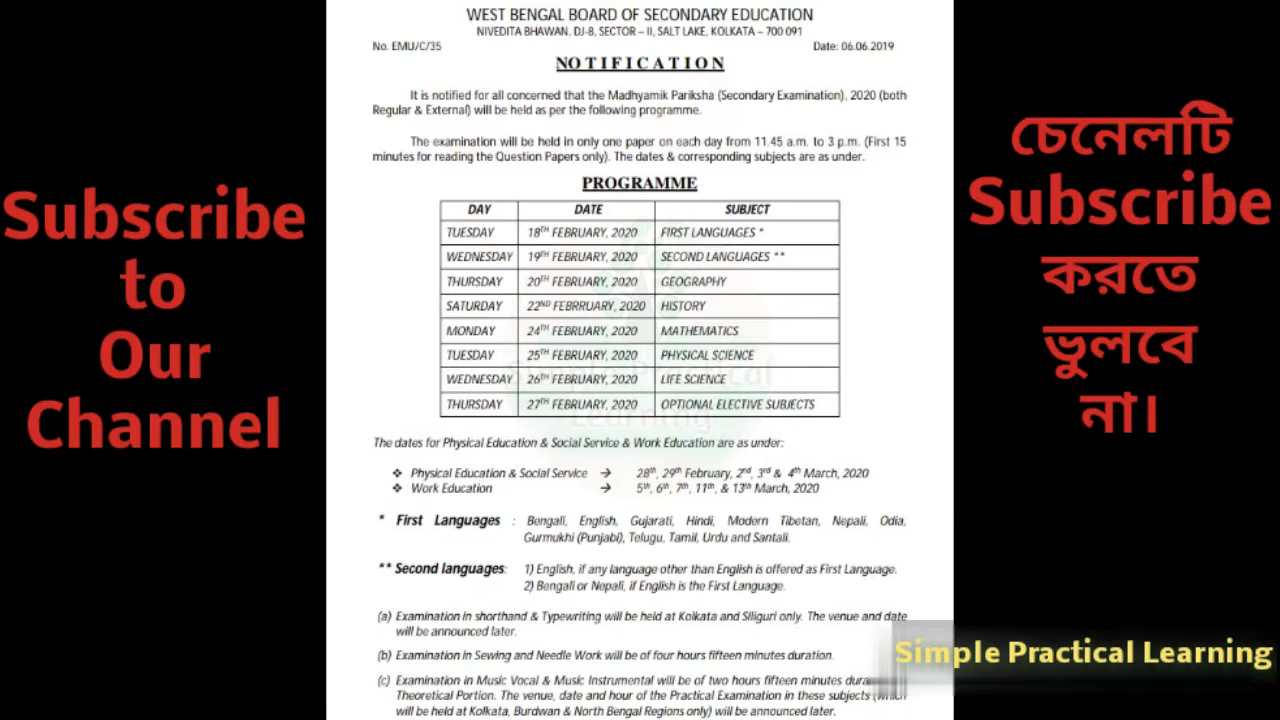 WEST BENGAL BOARD OF SECONDARY EDUCATION
NIVEDITA BHAWAN, DJ-8, SECTOR – II, SALT LAKE, KOLKATA – 700 091
No. EMU/C/35 Date: 06.06.2019
NOTIFICATION
It is notified for all concerned that the Madhyamik Pariksha (Secondary Examination), 2020 (both
Regular & External) will be held as per the following programme.
The examination will be held in only one paper on each day from 11.45 a.m. to 3 p.m. (First 15
minutes for reading the Question Papers only). The dates & corresponding subjects are as under.
PROGRAMME
DAY DATE SUBJECT
TUESDAY 18TH FEBRUARY, 2020 FIRST LANGUAGES *
WEDNESDAY 19TH FEBRUARY, 2020 SECOND LANGUAGES **
THURSDAY 20TH FEBRUARY, 2020 GEOGRAPHY
SATURDAY 22ND FEBRRUARY, 2020 HISTORY
MONDAY 24TH FEBRUARY, 2020 MATHEMATICS
TUESDAY 25TH FEBRUARY, 2020 PHYSICAL SCIENCE
WEDNESDAY 26TH FEBRUARY, 2020 LIFE SCIENCE
THURSDAY 27TH FEBRUARY, 2020 OPTIONAL ELECTIVE SUBJECTS
The dates for Physical Education & Social Service & Work Education are as under:
❖ Physical Education & Social Service → 28th, 29th February, 2nd, 3rd & 4th March, 2020
❖ Work Education → 5th, 6th, 7th, 11th, & 13th March, 2020
* First Languages : Bengali, English, Gujarati, Hindi, Modern Tibetan, Nepali, Odia,
Gurmukhi (Punjabi), Telugu, Tamil, Urdu and Santali.
** Second languages: 1) English, if any language other than English is offered as First Language.
2) Bengali or Nepali, if English is the First Language.
(a) Examination in shorthand & Typewriting will be held at Kolkata and Siliguri only. The venue and date
will be announced later.
(b) Examination in Sewing and Needle Work will be of four hours fifteen minutes duration.
(c) Examination in Music Vocal & Music Instrumental will be of two hours fifteen minutes
Theoretical Portion. The venue, date and hour of the Practical Examination in these subjects (which
will be held at Kolkata, Burdwan & North Bengal Regions only) will be announced later.
Subscribe
to
Our
Channel
চেনেলটি
Subscribe
করতে
ভুলবে
না।
Simple Practical Learning
Simple Practical
Learning